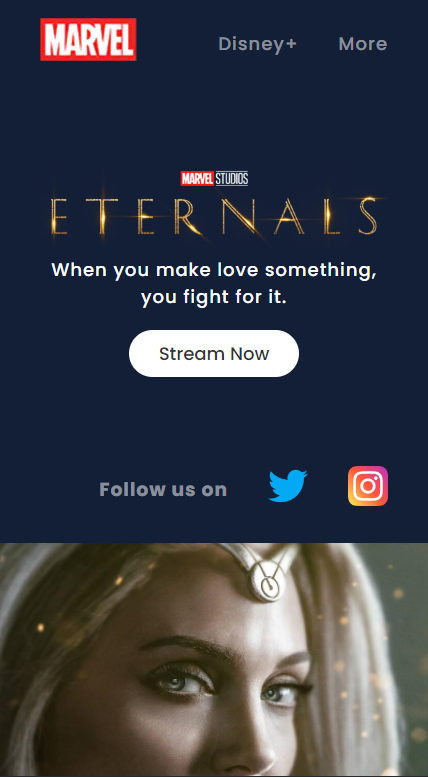 MARVEL
Disney+
More
MARVEL STUDIOS
ETERNALS
When you make love something,
you fight for it.
Stream Now
Follow us on